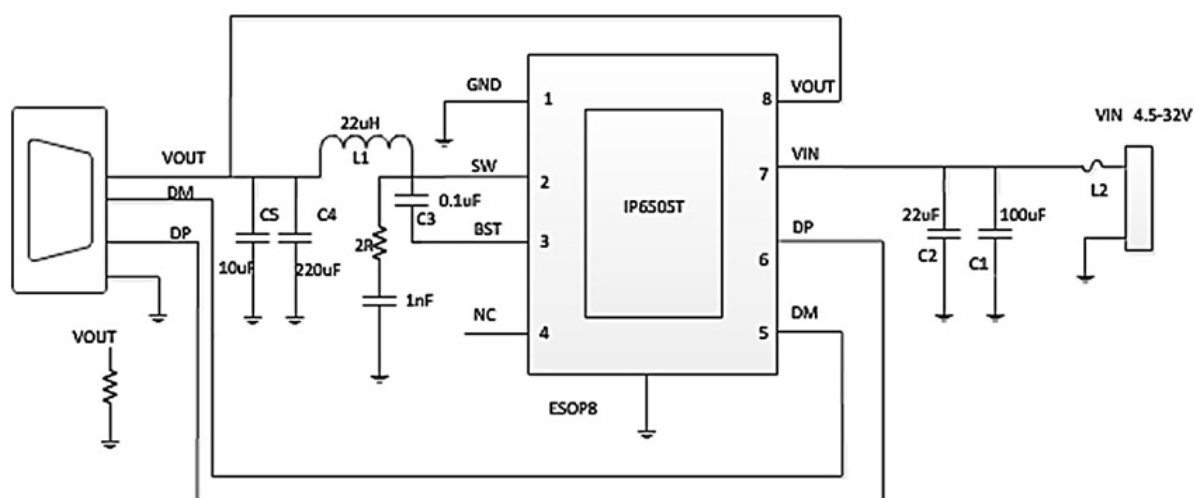 GND
1
8
VOUT
VIN 4.5-32V
22uH
L1
VOUT
SW
2
7
VIN
L2
DM
C5
C4
0.1uF
C3
IP6505T
22uF
100uF
DP
2R
BST
3
DP
6
C2
C1
10uF
220uF
1nF
NC
4
5
DM
VOUT
ESOP8